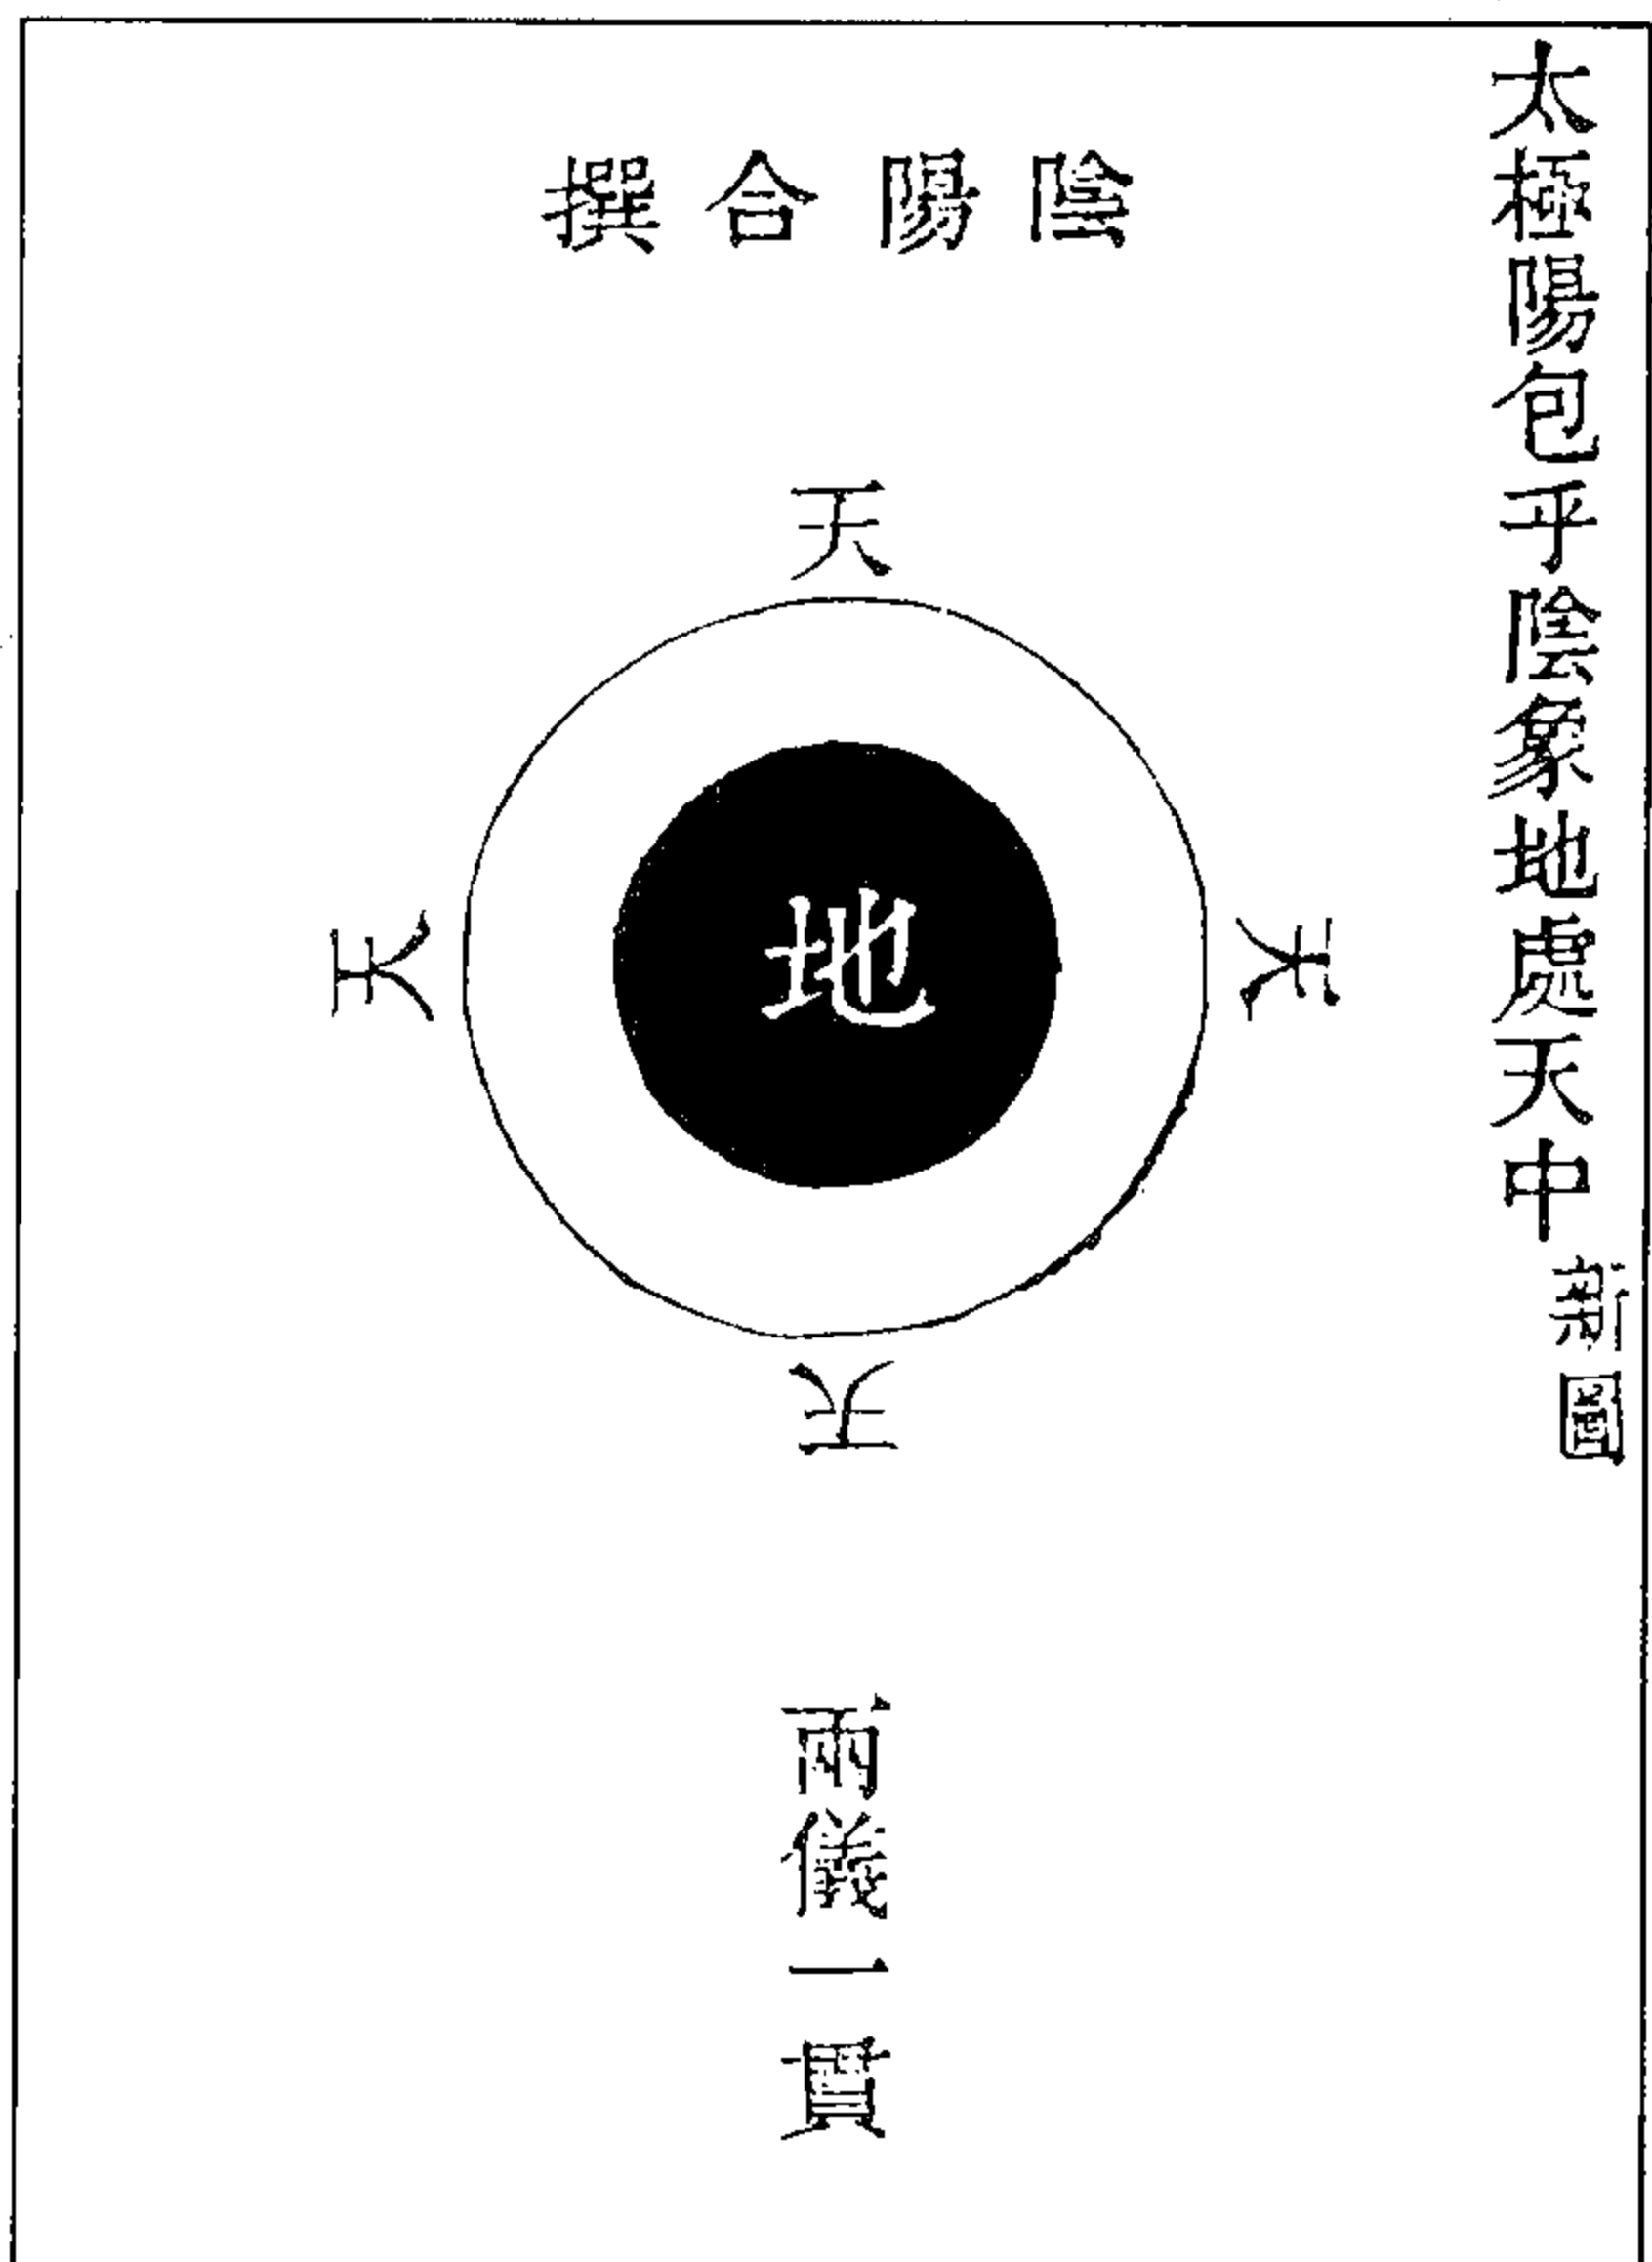 太極陽包乎陰象地處天中
新圖
陰陽合撰
天
天
地
天
天
兩儀一貫